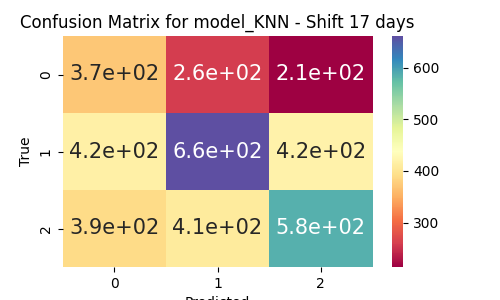 Confusion Matrix for model_KNN - Shift 17 days
0 3.7e+02 2.6e+02 2.1e+02
True 1 4.2e+02 6.6e+02 4.2e+02
2 3.9e+02 4.1e+02 5.8e+02
0 1 2
Predicted
600
500
400
300